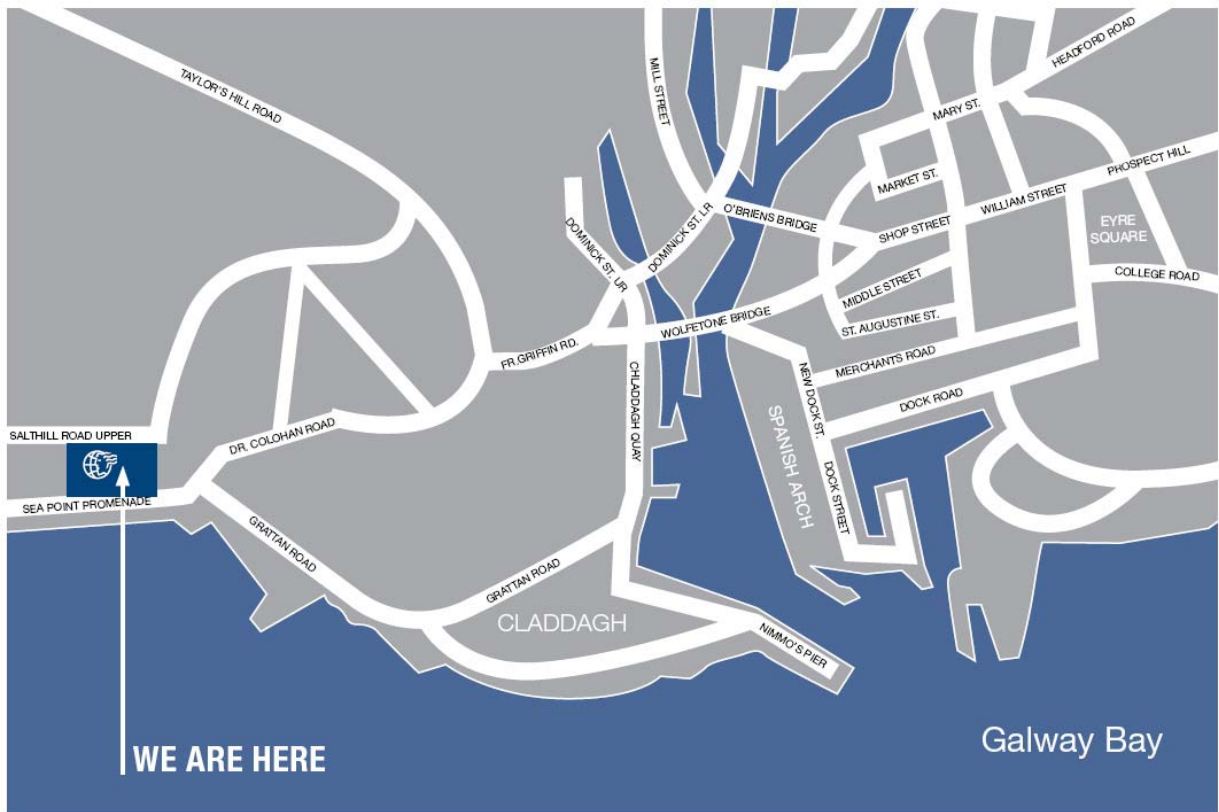 TAYLOR'S HILL ROAD
MILL STREET
HEADFORD ROAD
MARY ST.
PROSPECT HILL
MARKET ST.
WILLIAM STREET
O'BRIENS BRIDGE
SHOP STREET
EYRE
SQUARE
DOMINICK ST. LR
DOMINICK ST. UR
COLLEGE ROAD
MIDDLE STREET
ST. AUGUSTINE ST.
WOLFETONE BRIDGE
FR.GRIFFIN RD.
MERCHANTS ROAD
CHLADDAGH QUAY
NEW DOCK ST.
DOCK ROAD
SPANISH ARCH
SALTHILL ROAD UPPER
DR. COLOHAN ROAD
DOCK STREET
SEA POINT PROMENADE
GRATTAN ROAD
GRATTAN ROAD
CLADDAGH
NIMMO'S PIER
WE ARE HERE
Galway Bay